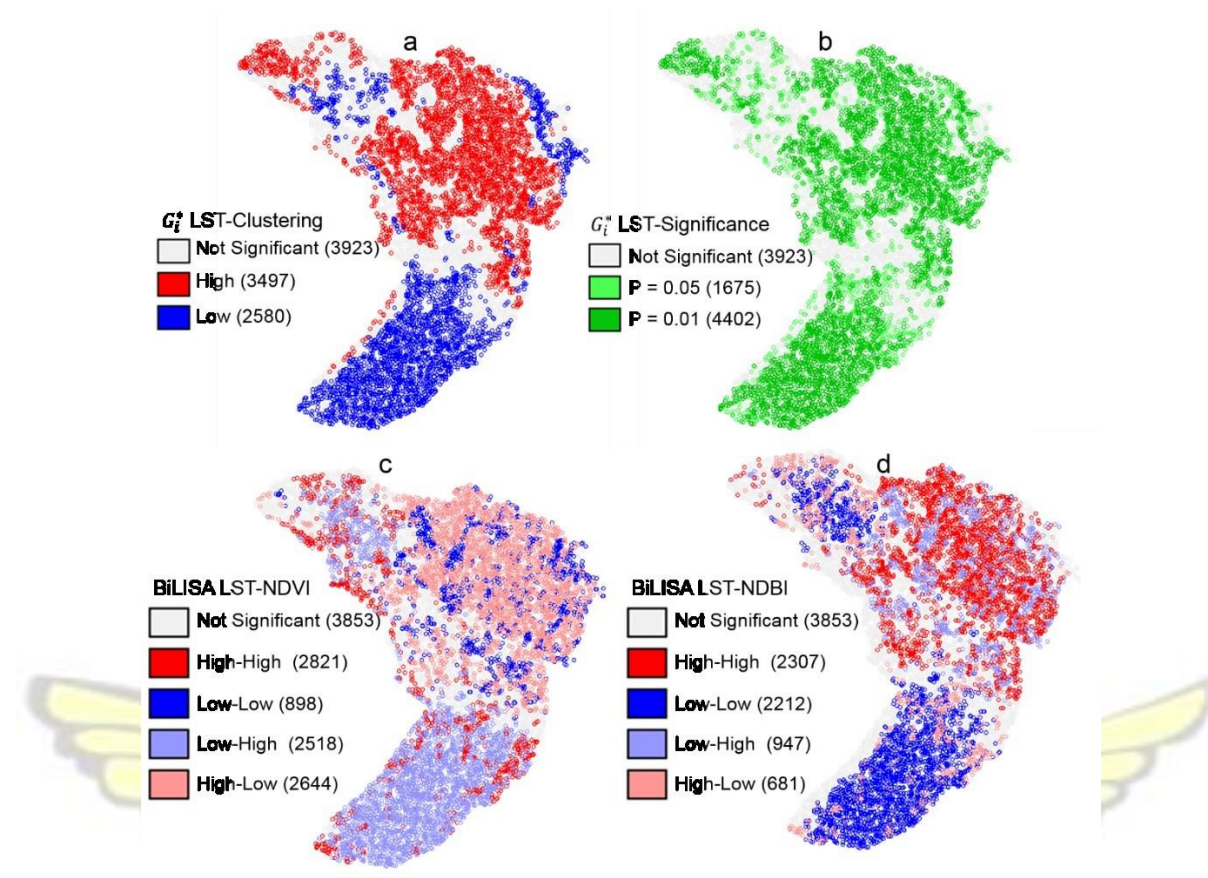 a
G*i LST-Clustering
Not Significant (3923)
High (3497)
Low (2580)
b
G*i LST-Significance
Not Significant (3923)
P = 0.05 (1675)
P = 0.01 (4402)
c
BiLISA LST-NDVI
Not Significant (3853)
High-High (2821)
Low-Low (898)
Low-High (2518)
High-Low (2644)
d
BiLISA LST-NDBI
Not Significant (3853)
High-High (2307)
Low-Low (2212)
Low-High (947)
High-Low (681)